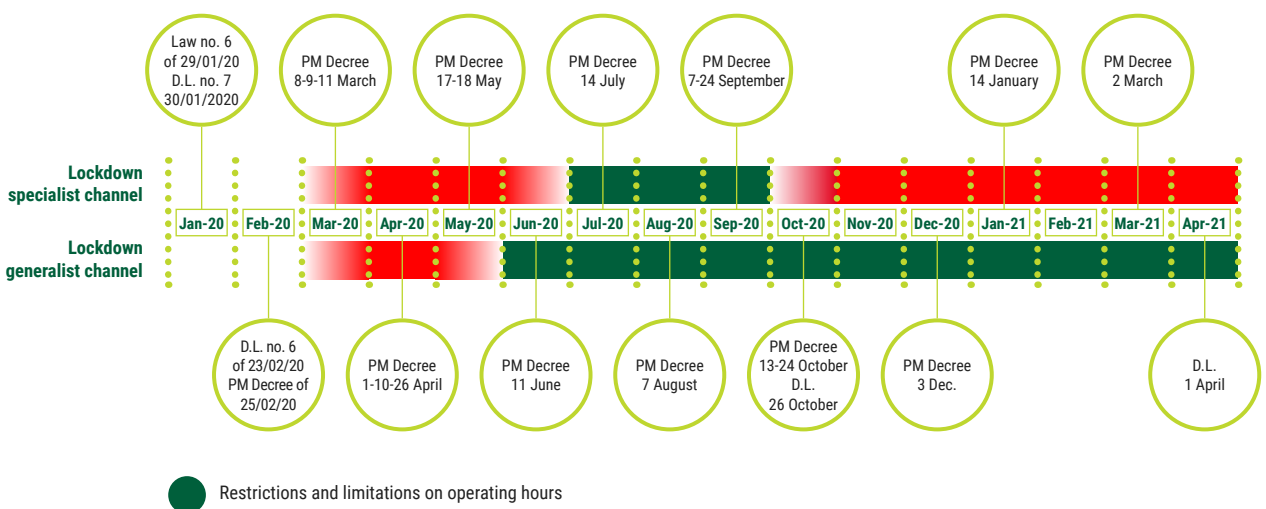 Law no. 6
of 29/01/20
D.L. no. 7
30/01/2020
PM Decree
8-9-11 March
PM Decree
17-18 May
PM Decree
14 July
PM Decree
7-24 September
PM Decree
14 January
PM Decree
2 March
Lockdown
specialist channel
Jan-20
Feb-20
Mar-20
Apr-20
May-20
Jun-20
Jul-20
Aug-20
Sep-20
Oct-20
Nov-20
Dec-20
Jan-21
Feb-21
Mar-21
Apr-21
Lockdown
generalist channel
D.L. no. 6
of 23/02/20
PM Decree of
25/02/20
PM Decree
1-10-26 April
PM Decree
11 June
PM Decree
7 August
PM Decree
13-24 October
D.L.
26 October
PM Decree
3 Dec.
D.L.
1 April
Restrictions and limitations on operating hours